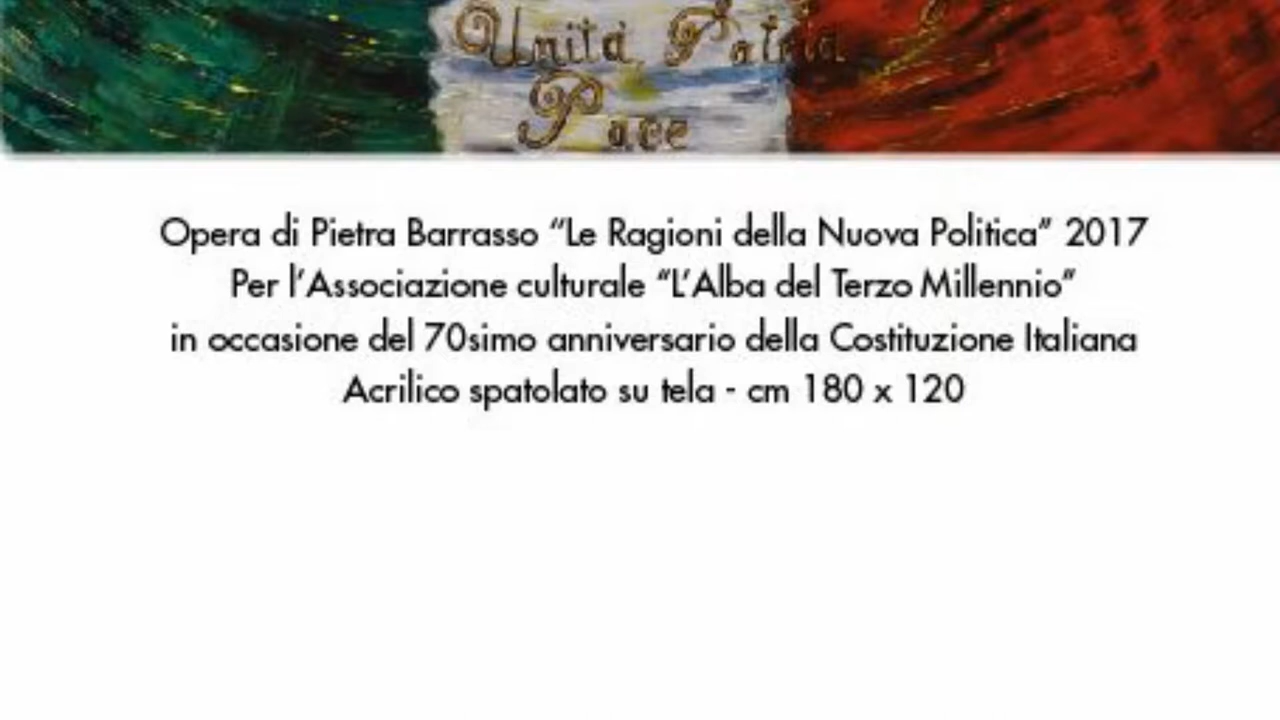 Unità Patria
Pace
Opera di Pietra Barrasso “Le Ragioni della Nuova Politica” 2017
Per l’Associazione culturale “L’Alba del Terzo Millennio”
in occasione del 70simo anniversario della Costituzione Italiana
Acrilico spatolato su tela - cm 180 x 120